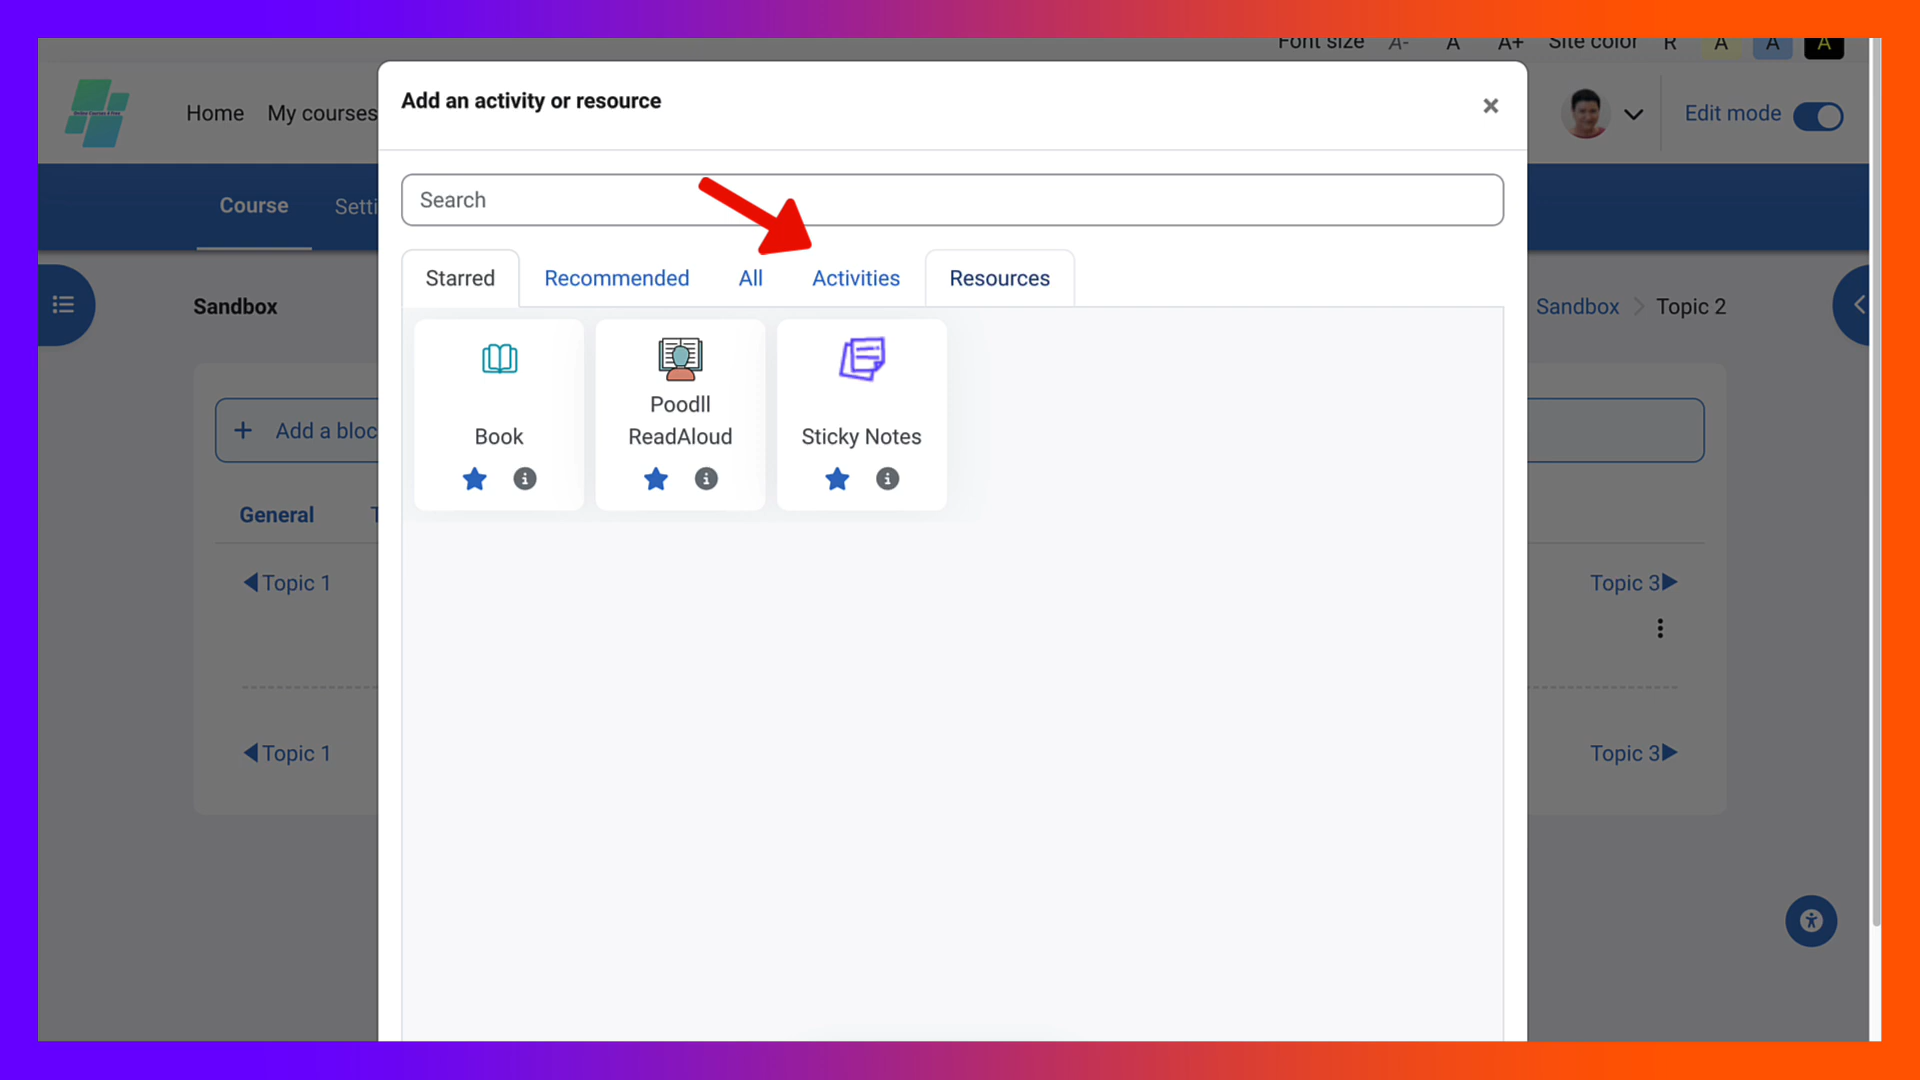 Font size A- A A+ Site color R A A A
Home My courses
Add an activity or resource
×
Edit mode
Course Setti
Search
Starred Recommended All Activities Resources
Sandbox
Sandbox Topic 2
Book
Poodll
ReadAloud
Sticky Notes
+ Add a bloc
General T
Topic 1
Topic 3
Topic 1
Topic 3